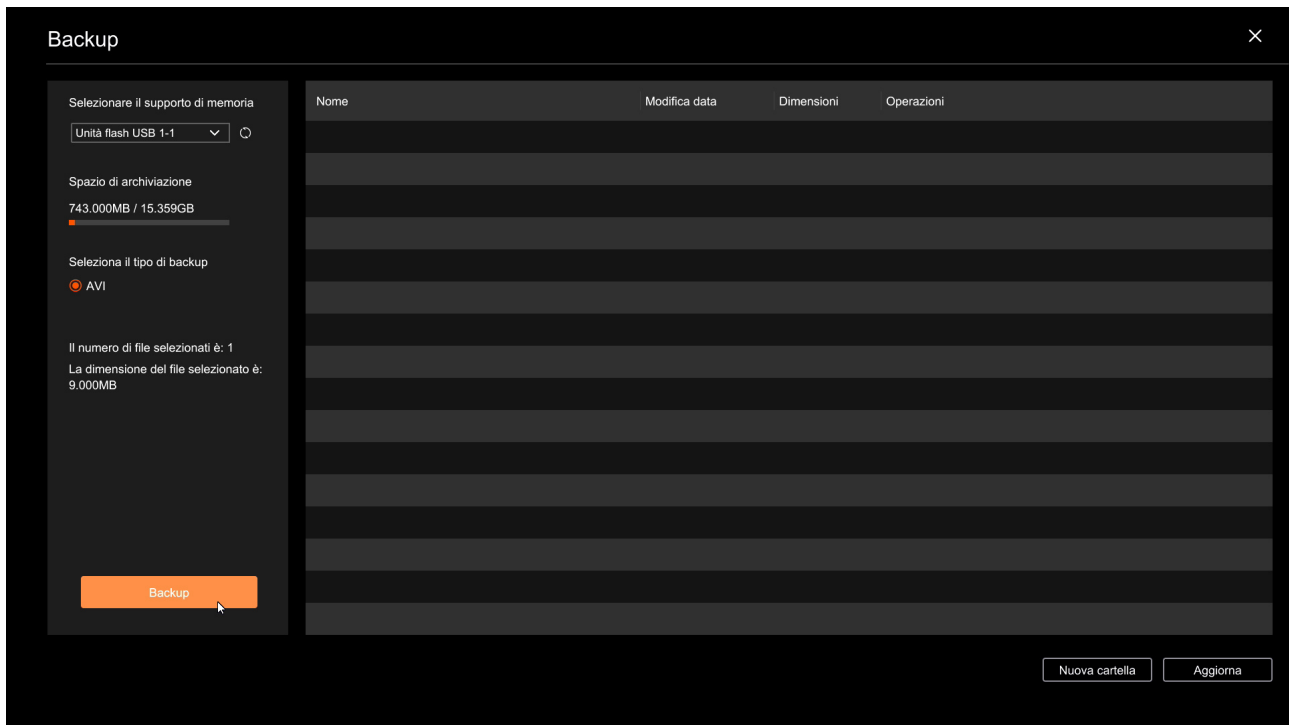 Backup
Selezionare il supporto di memoria
Unità flash USB 1-1
Spazio di archiviazione
743.000MB / 15.359GB
Seleziona il tipo di backup
AVI
Il numero di file selezionati è: 1
La dimensione del file selezionato è:
9.000MB
Backup
Nome Modifica data Dimensioni Operazioni
Nuova cartella Aggiorna